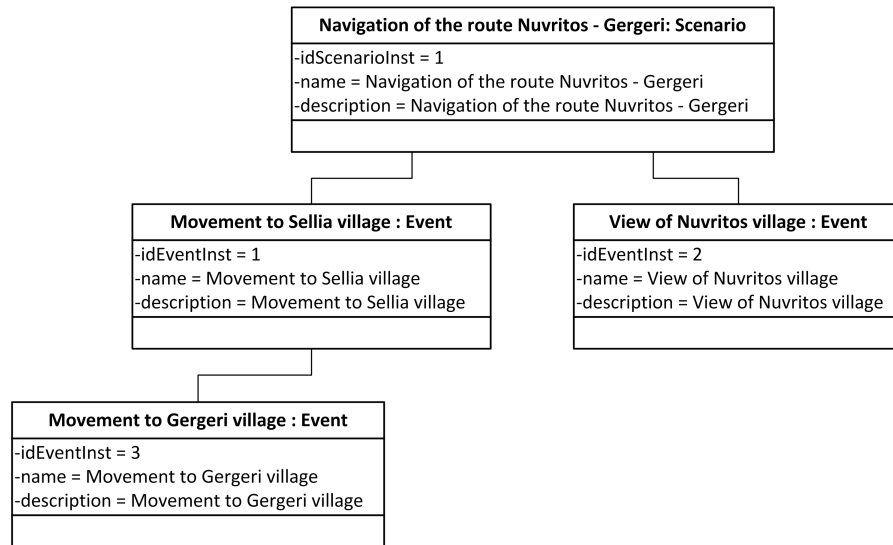 Navigation of the route Nuvritos - Gergeri: Scenario
-idScenarioInst = 1
-name = Navigation of the route Nuvritos - Gergeri
-description = Navigation of the route Nuvritos - Gergeri
Movement to Sellia village : Event
-idEventInst = 1
-name = Movement to Sellia village
-description = Movement to Sellia village
View of Nuvritos village : Event
-idEventInst = 2
-name = View of Nuvritos village
-description = View of Nuvritos village
Movement to Gergeri village : Event
-idEventInst = 3
-name = Movement to Gergeri village
-description = Movement to Gergeri village